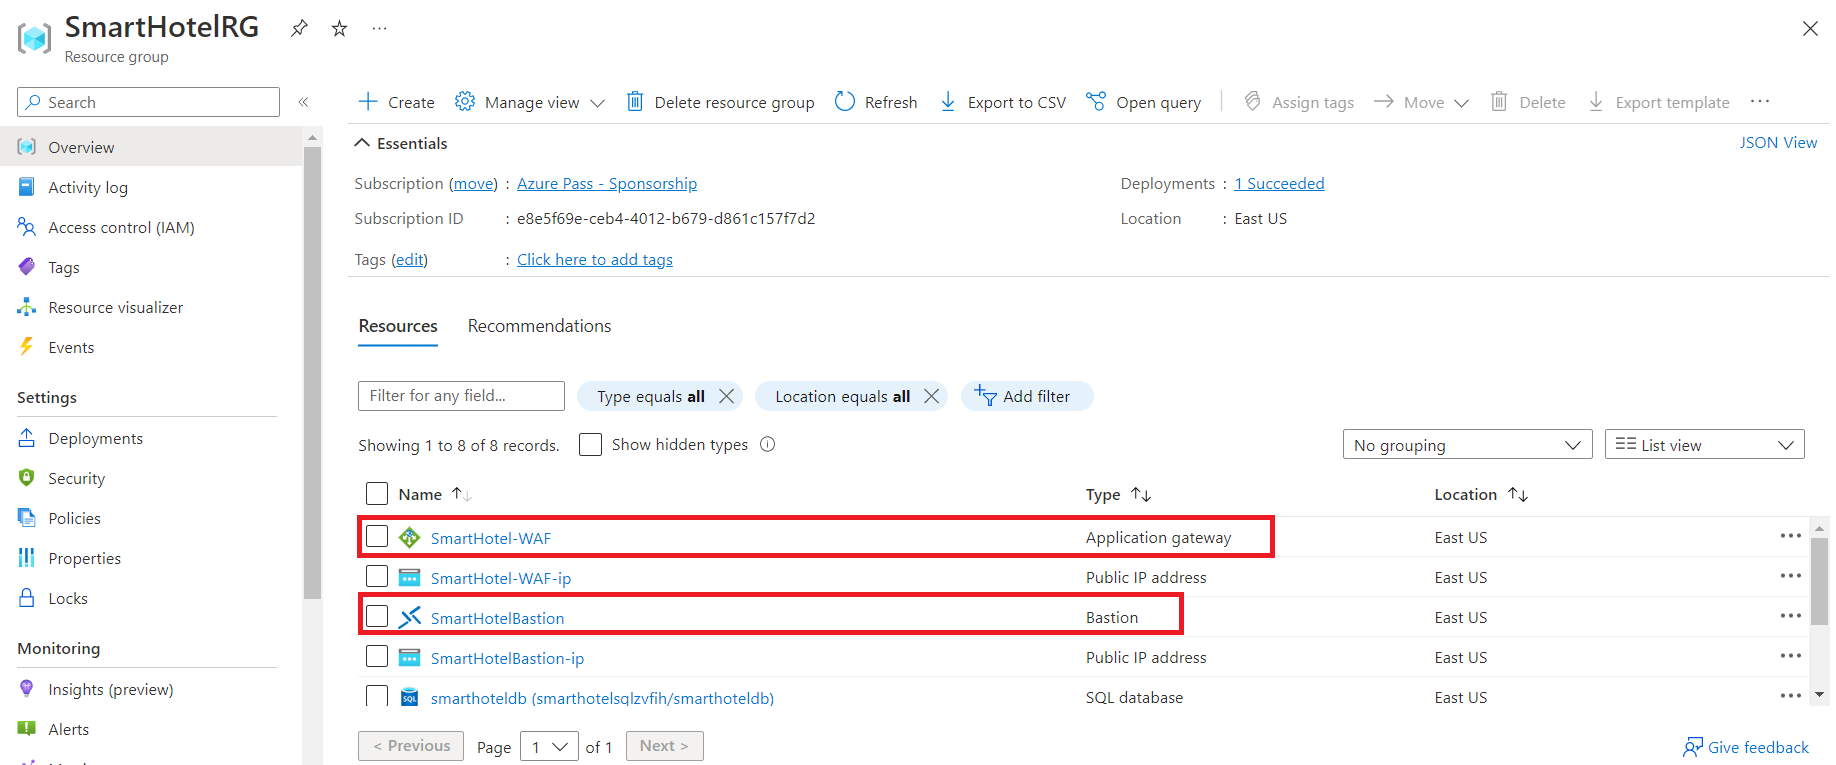 SmartHotelRG
Resource group
Search
Overview
Activity log
Access control (IAM)
Tags
Resource visualizer
Events
Settings
Deployments
Security
Policies
Properties
Locks
Monitoring
Insights (preview)
Alerts
Create Manage view Delete resource group Refresh Export to CSV Open query Assign tags Move Delete Export template
Essentials JSON View
Subscription (move) : Azure Pass - Sponsorship Deployments : 1 Succeeded
Subscription ID : e8e5f69e-ceb4-4012-b679-d861c157f7d2 Location : East US
Tags (edit) : Click here to add tags
Resources Recommendations
Filter for any field... Type equals all Location equals all Add filter
Showing 1 to 8 of 8 records. Show hidden types No grouping List view
Name Type Location
SmartHotel-WAF Application gateway East US
SmartHotel-WAF-ip Public IP address East US
SmartHotelBastion Bastion East US
SmartHotelBastion-ip Public IP address East US
smarthoteldb (smarthotelsqlzvfih/smarthoteldb) SQL database East US
< Previous Page 1 of 1 Next > Give feedback